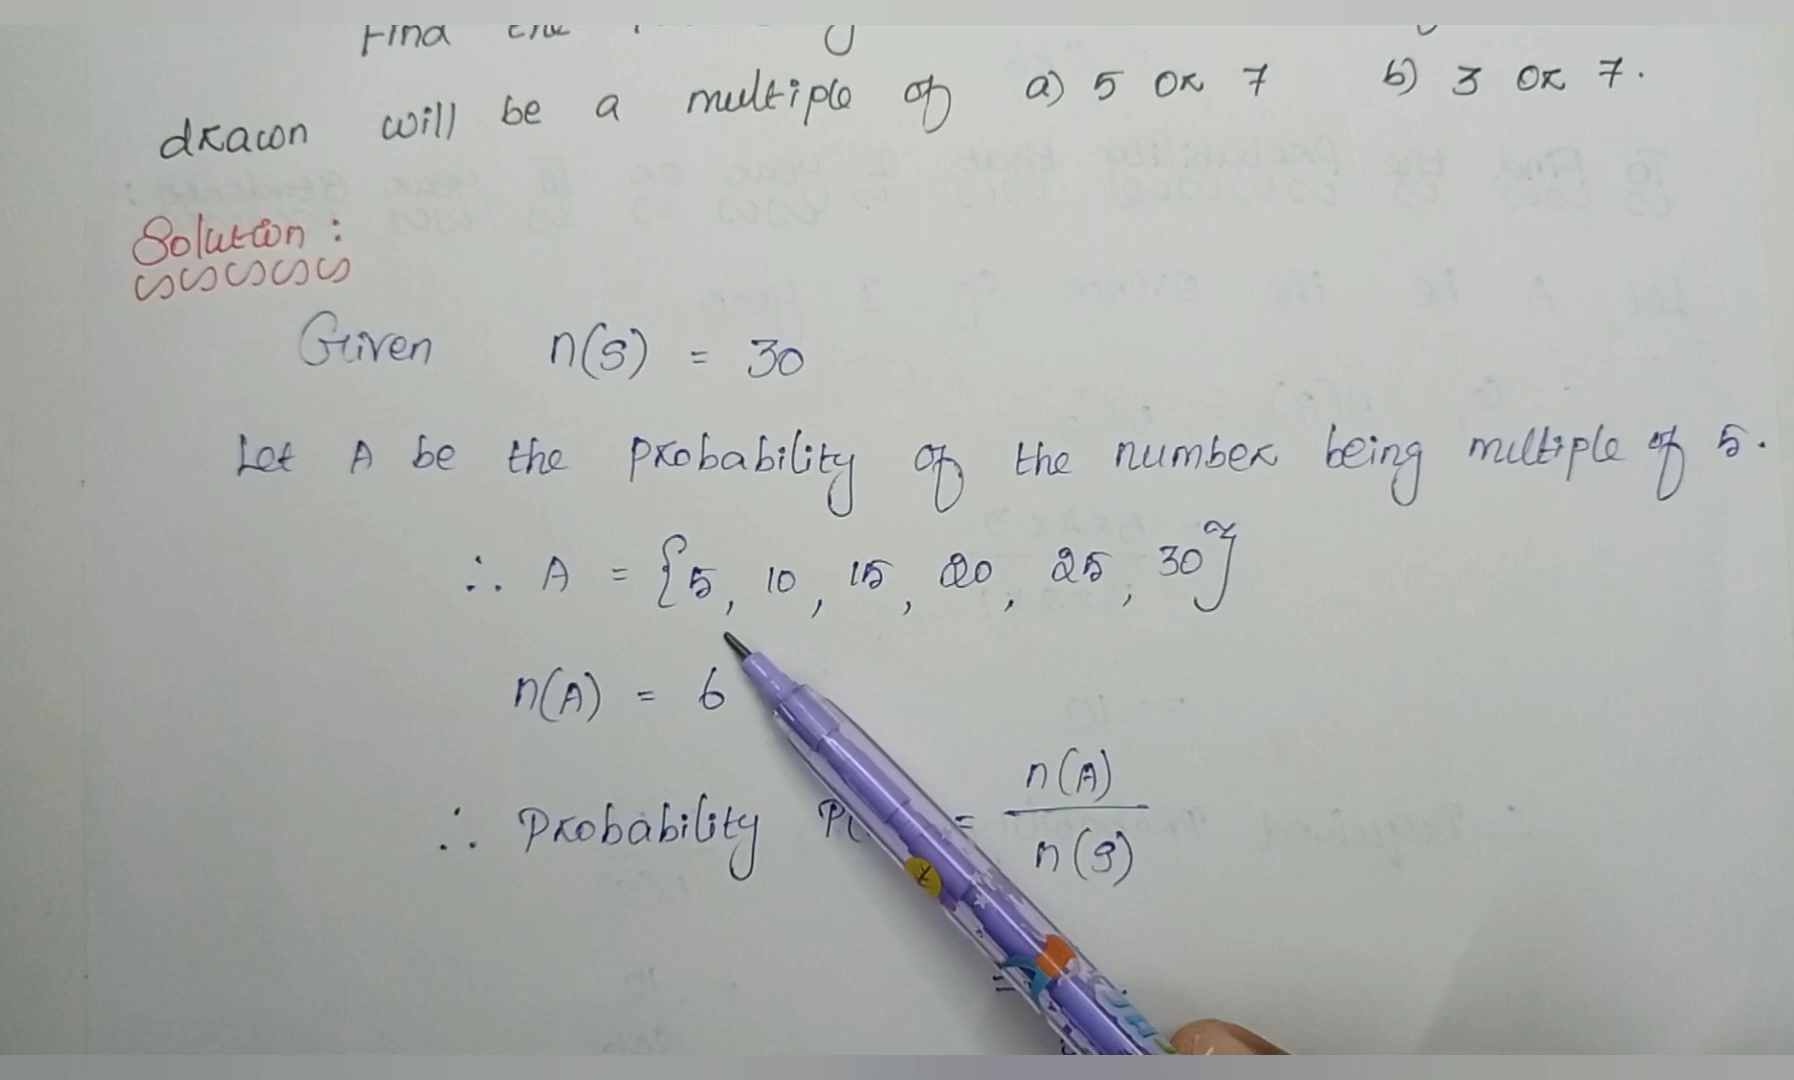 Find the
drawn will be a multiple of a) 5 or 7 b) 3 or 7.
Solution :
Given n(S) = 30
Let A be the probability of the number being multiple of 5.
∴ A = {5, 10, 15, 20, 25, 30}
n(A) = 6
∴ Probability P( = n(A) / n(S)
=